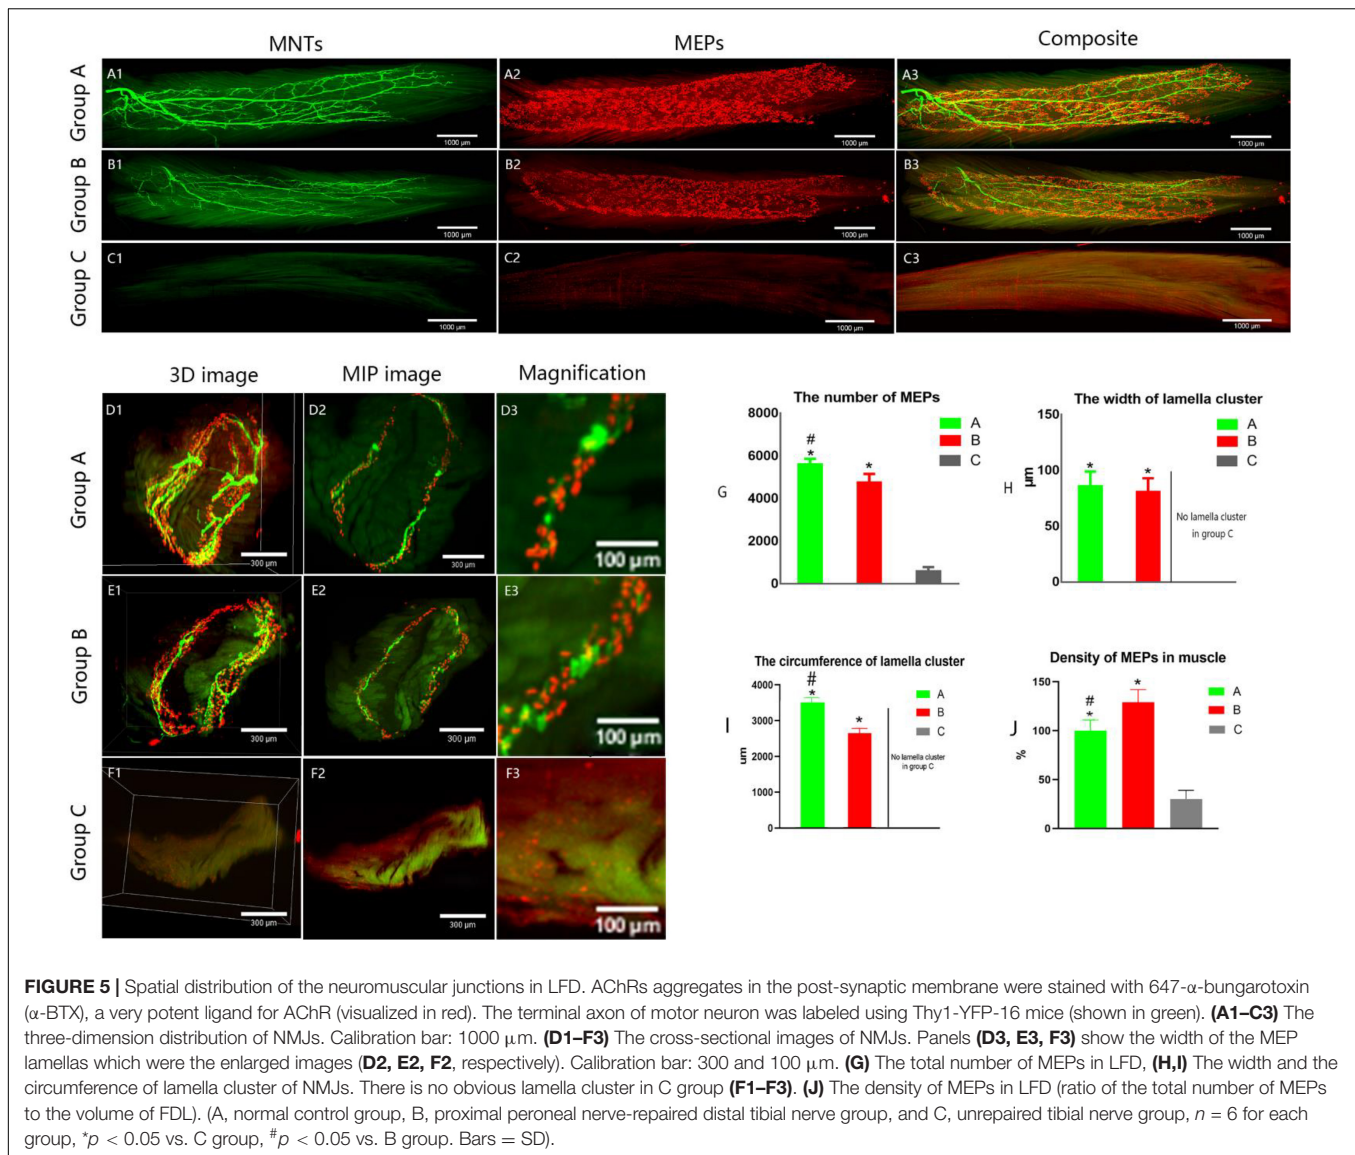 MNTs
MEPs
Composite
Group A
A1
A2
A3
1000 µm
1000 µm
1000 µm
Group B
B1
B2
B3
1000 µm
1000 µm
1000 µm
Group C
C1
C2
C3
1000 µm
1000 µm
1000 µm
3D image
MIP image
Magnification
Group A
D1
D2
D3
300 µm
300 µm
100 µm
Group B
E1
E2
E3
300 µm
300 µm
100 µm
Group C
F1
F2
F3
300 µm
300 µm
100 µm
The number of MEPs
G
8000
6000
4000
2000
0
#
*
*
A
B
C
The width of lamella cluster
H
µm
150
100
50
0
*
*
A
B
C
No lamella cluster
in group C
The circumference of lamella cluster
I
um
4000
3000
2000
1000
0
#
*
*
A
B
C
No lamella cluster
in group C
Density of MEPs in muscle
J
%
150
100
50
0
#
*
*
A
B
C
FIGURE 5 | Spatial distribution of the neuromuscular junctions in LFD. AChRs aggregates in the post-synaptic membrane were stained with 647-α-bungarotoxin
(α-BTX), a very potent ligand for AChR (visualized in red). The terminal axon of motor neuron was labeled using Thy1-YFP-16 mice (shown in green). (A1–C3) The
three-dimension distribution of NMJs. Calibration bar: 1000 µm. (D1–F3) The cross-sectional images of NMJs. Panels (D3, E3, F3) show the width of the MEP
lamellas which were the enlarged images (D2, E2, F2, respectively). Calibration bar: 300 and 100 µm. (G) The total number of MEPs in LFD, (H,I) The width and the
circumference of lamella cluster of NMJs. There is no obvious lamella cluster in C group (F1–F3). (J) The density of MEPs in LFD (ratio of the total number of MEPs
to the volume of FDL). (A, normal control group, B, proximal peroneal nerve-repaired distal tibial nerve group, and C, unrepaired tibial nerve group, n = 6 for each
group, *p < 0.05 vs. C group, #p < 0.05 vs. B group. Bars = SD).